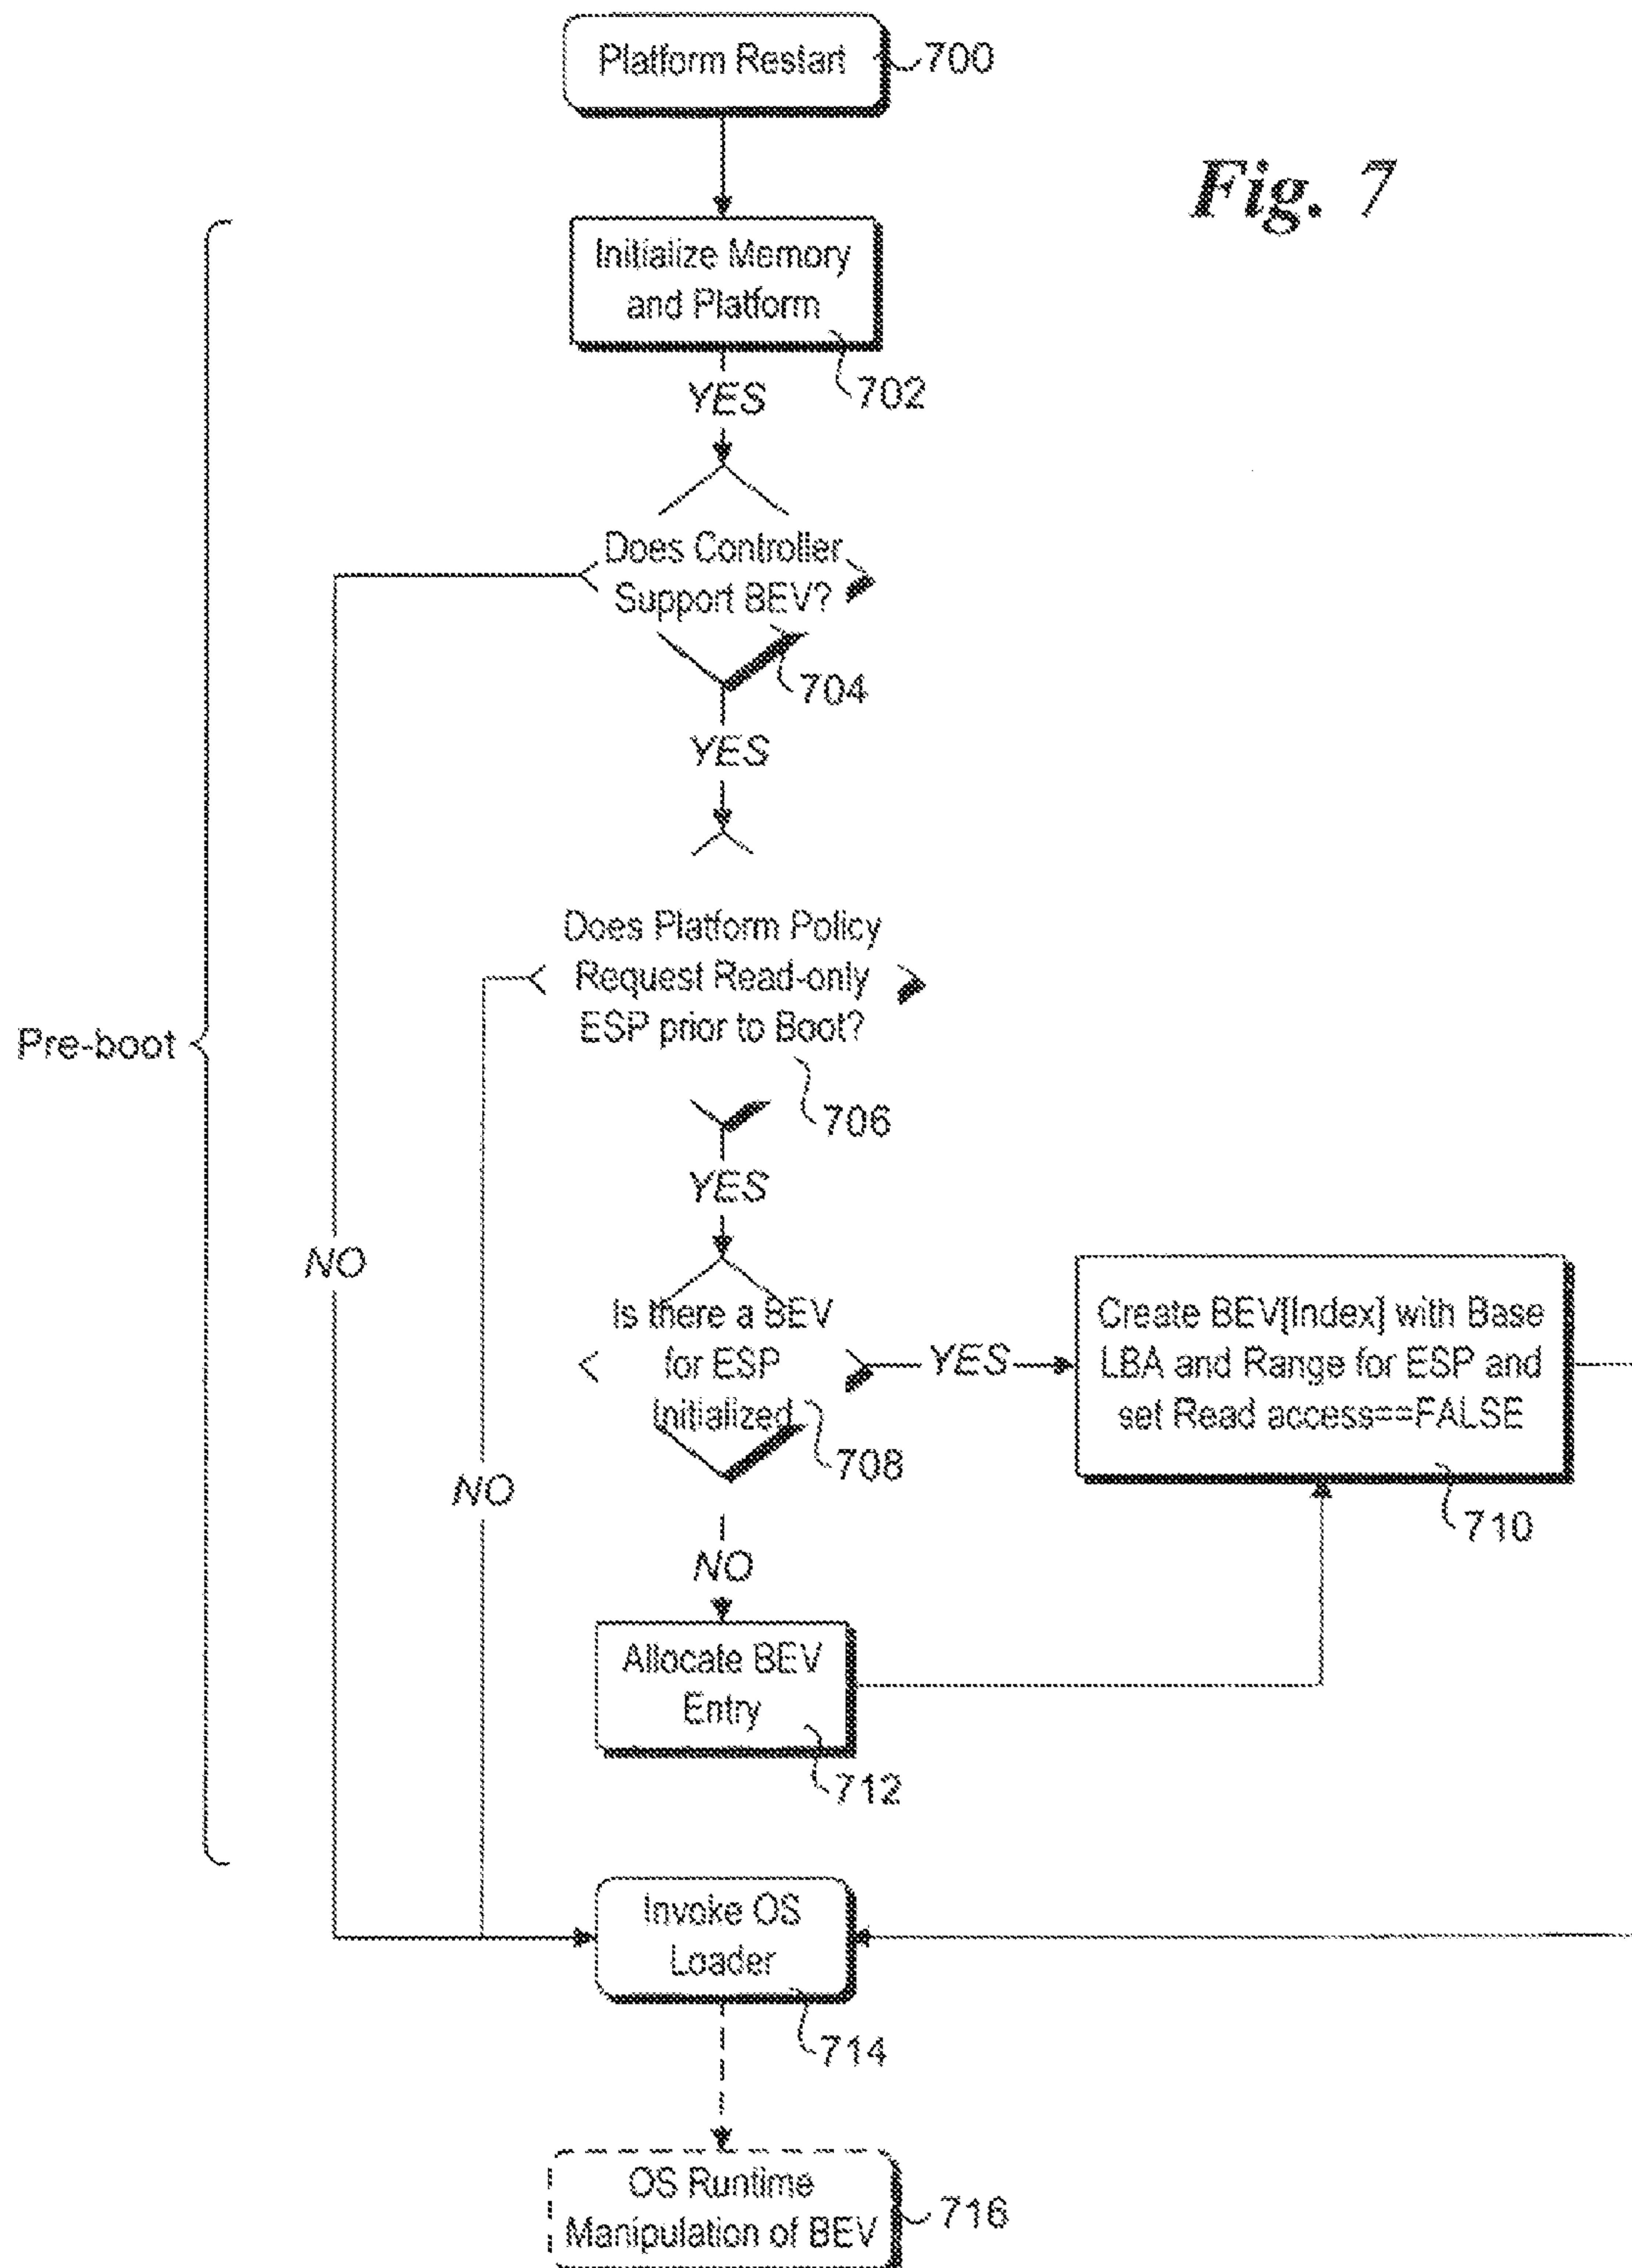 Platform Restart
700
Fig. 7
Initialize Memory
and Platform
702
YES
Does Controller
Support BEV?
704
YES
Does Platform Policy
Request Read-only
ESP prior to Boot?
706
Pre-boot
YES
NO
Is there a BEV
for ESP
Initialized
708
YES
Create BEV[Index] with Base
LBA and Range for ESP and
set Read access==FALSE
710
NO
NO
Allocate BEV
Entry
712
Invoke OS
Loader
714
OS Runtime
Manipulation of BEV
716